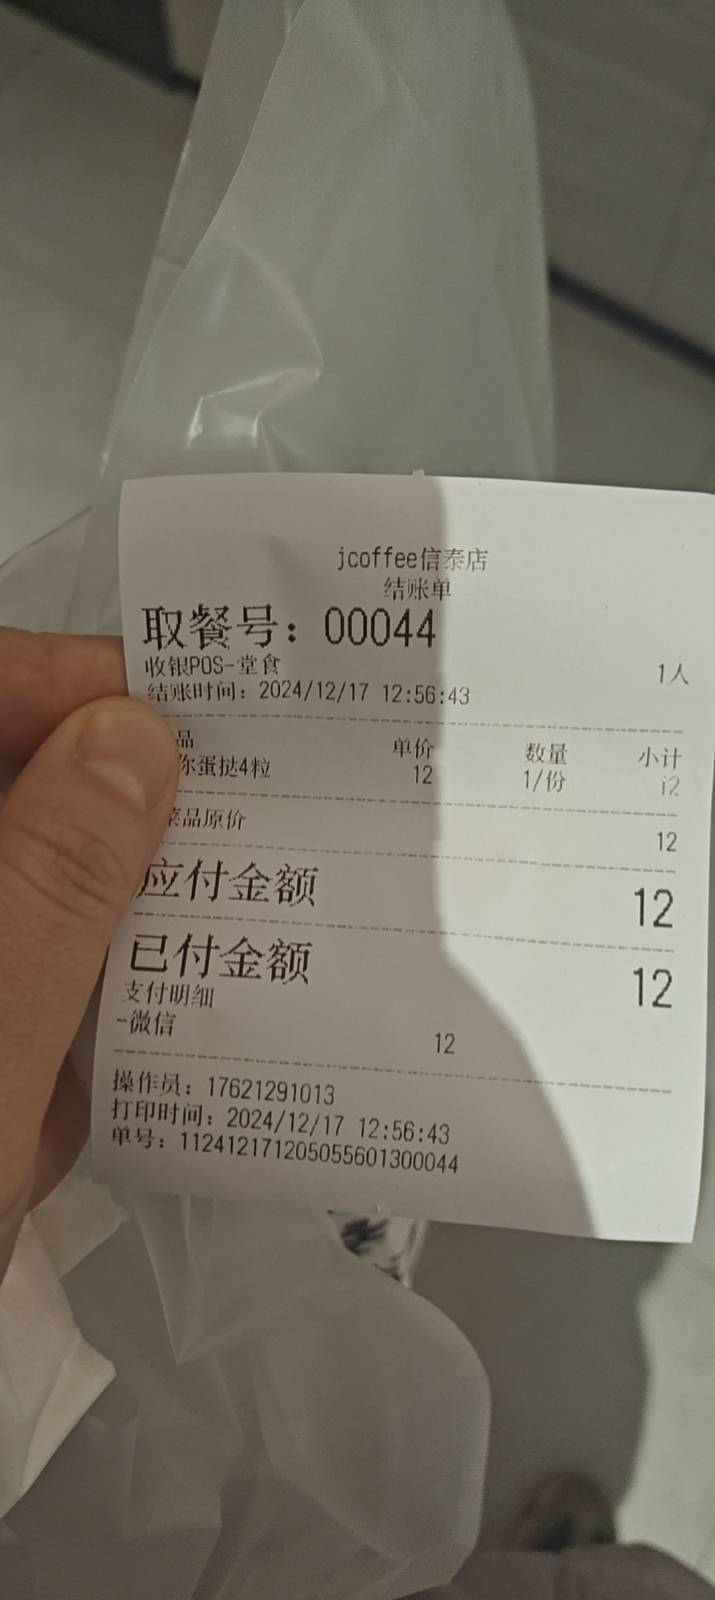 jcoffee信泰店
结账单
取餐号：00044
收银POS-堂食 1人
结账时间：2024/12/17 12:56:43
品 单价 数量 小计
你蛋挞4粒 12 1/份 12
菜品原价 12
应付金额 12
已付金额 12
支付明细
-微信 12
操作员：17621291013
打印时间：2024/12/17 12:56:43
单号：112412171205055601300044